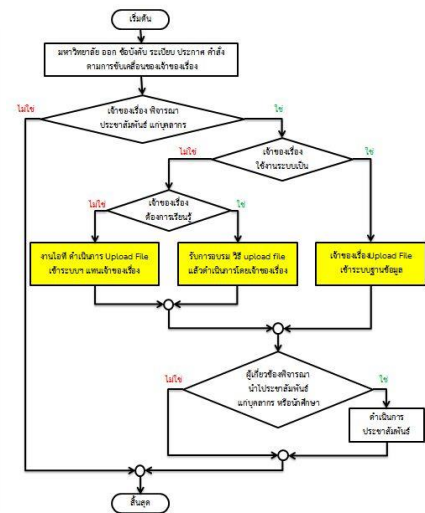 เริ่มต้น
มหาวิทยาลัย ออก ข้อบังคับ ระเบียบ ประกาศ คำสั่ง
ตามการขับเคลื่อนของเจ้าของเรื่อง
ไม่ใช่
เจ้าของเรื่อง พิจารณา
ประชาสัมพันธ์ แก่บุคลากร
ใช่
เจ้าของเรื่อง
ใช้งานระบบเป็น
ไม่ใช่
ใช่
เจ้าของเรื่อง
ต้องการเรียนรู้
ไม่ใช่
ใช่
งานไอที ดำเนินการ Upload File
เข้าระบบฯ แทนเจ้าของเรื่อง
รับการอบรม วิธี upload file
แล้วดำเนินการโดยเจ้าของเรื่อง
เจ้าของเรื่องUpload File
เข้าระบบฐานข้อมูล
ผู้เกี่ยวข้องพิจารณา
นำไปประชาสัมพันธ์
แก่บุคลากร หรือนักศึกษา
ไม่ใช่
ใช่
ดำเนินการ
ประชาสัมพันธ์
สิ้นสุด